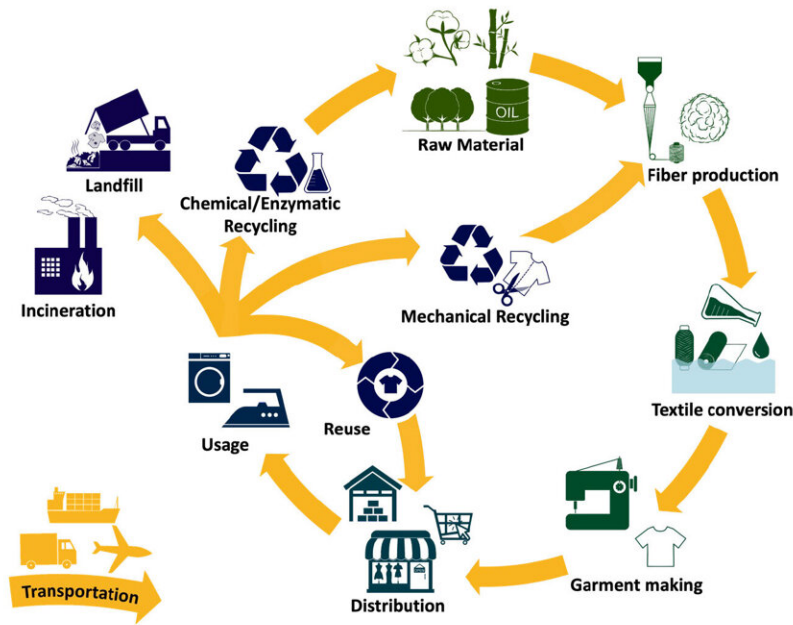 OIL
Raw Material
Landfill
Chemical/Enzymatic
Recycling
Fiber production
Incineration
Mechanical Recycling
Textile conversion
Usage
Reuse
Garment making
Distribution
Transportation